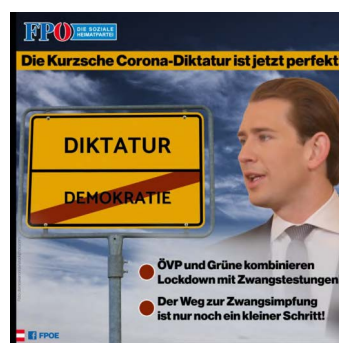 FPÖ DIE SOZIALE
HEIMATPARTEI
Die Kurzsche Corona-Diktatur ist jetzt perfekt
DIKTATUR
DEMOKRATIE
ÖVP und Grüne kombinieren
Lockdown mit Zwangstestungen
Der Weg zur Zwangsimpfung
ist nur noch ein kleiner Schritt!
FPOE